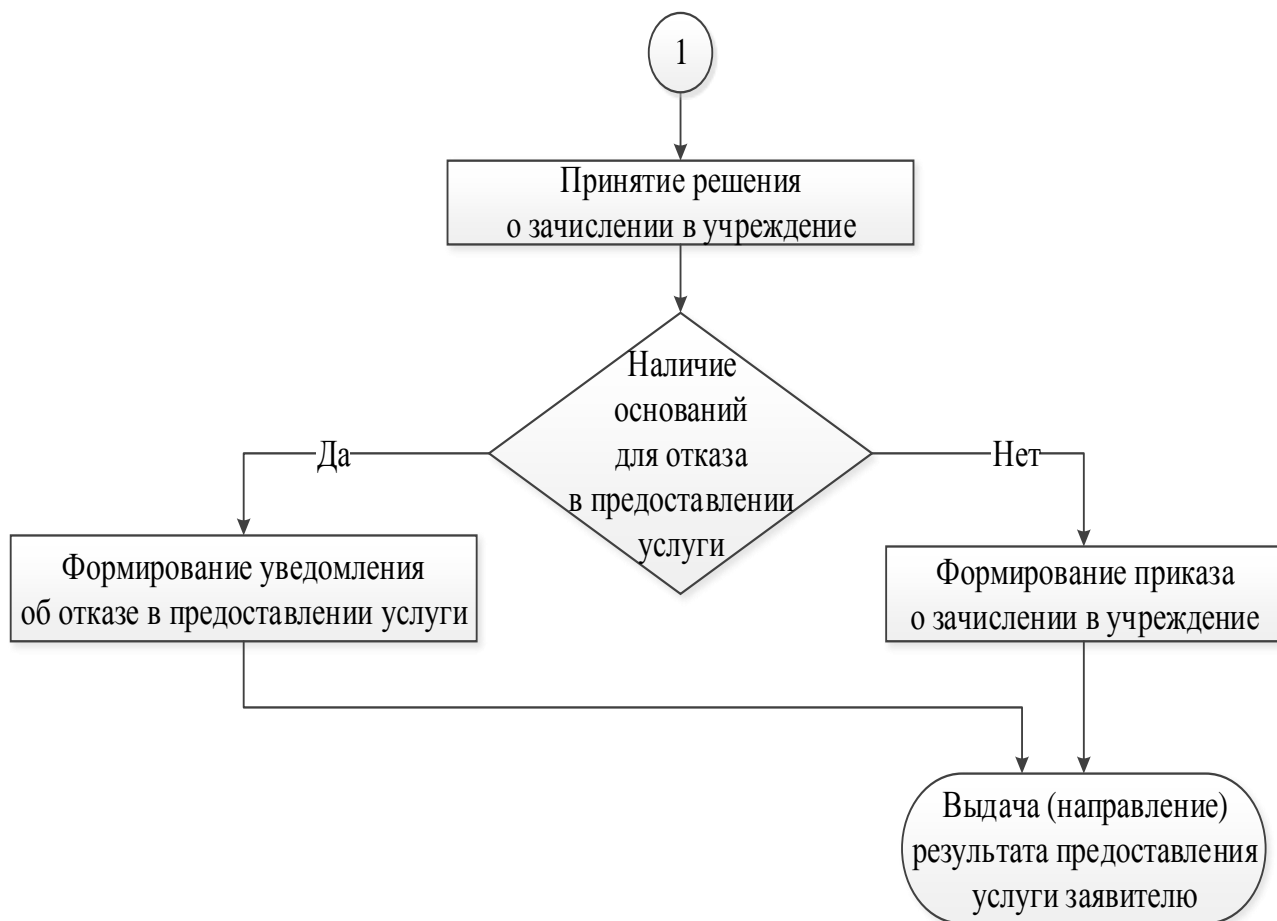 1
Принятие решения
о зачислении в учреждение
Наличие
оснований
для отказа
в предоставлении
услуги
Да
Нет
Формирование уведомления
об отказе в предоставлении услуги
Формирование приказа
о зачислении в учреждение
Выдача (направление)
результата предоставления
услуги заявителю